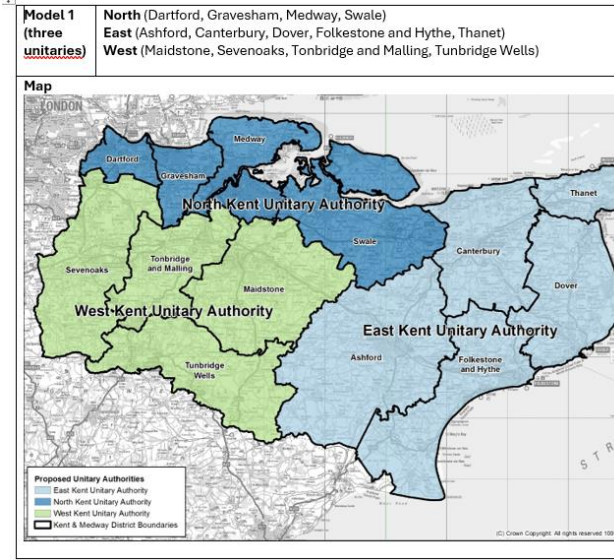 Model 1 North (Dartford, Gravesham, Medway, Swale)
(three East (Ashford, Canterbury, Dover, Folkestone and Hythe, Thanet)
unitaries) West (Maidstone, Sevenoaks, Tonbridge and Malling, Tunbridge Wells)
Map
LONDON
Medway
Dartford
Gravesham
Thanet
North Kent Unitary Authority
Swale
Canterbury
Tonbridge
and Malling
Sevenoaks
Maidstone
Dover
West Kent Unitary Authority
East Kent Unitary Authority
Ashford
Folkestone
and Hythe
Tunbridge
Wells
S T R
Proposed Unitary Authorities
East Kent Unitary Authority
North Kent Unitary Authority
West Kent Unitary Authority
Kent & Medway District Boundaries
(C) Crown Copyright. All rights reserved 100